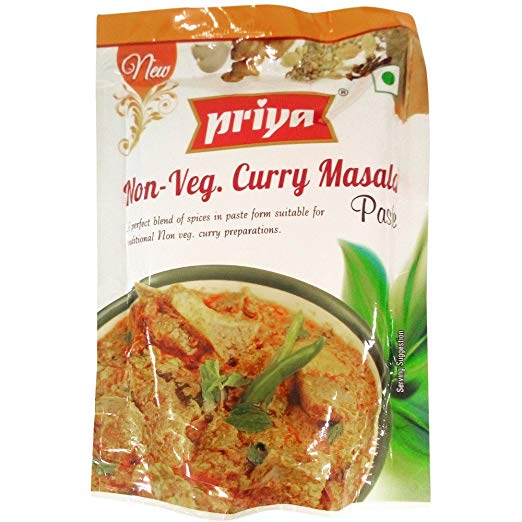 New
priya®
Non-Veg. Curry Masala
Paste
A perfect blend of spices in paste form suitable for
traditional Non veg. curry preparations.
Serving Suggestion